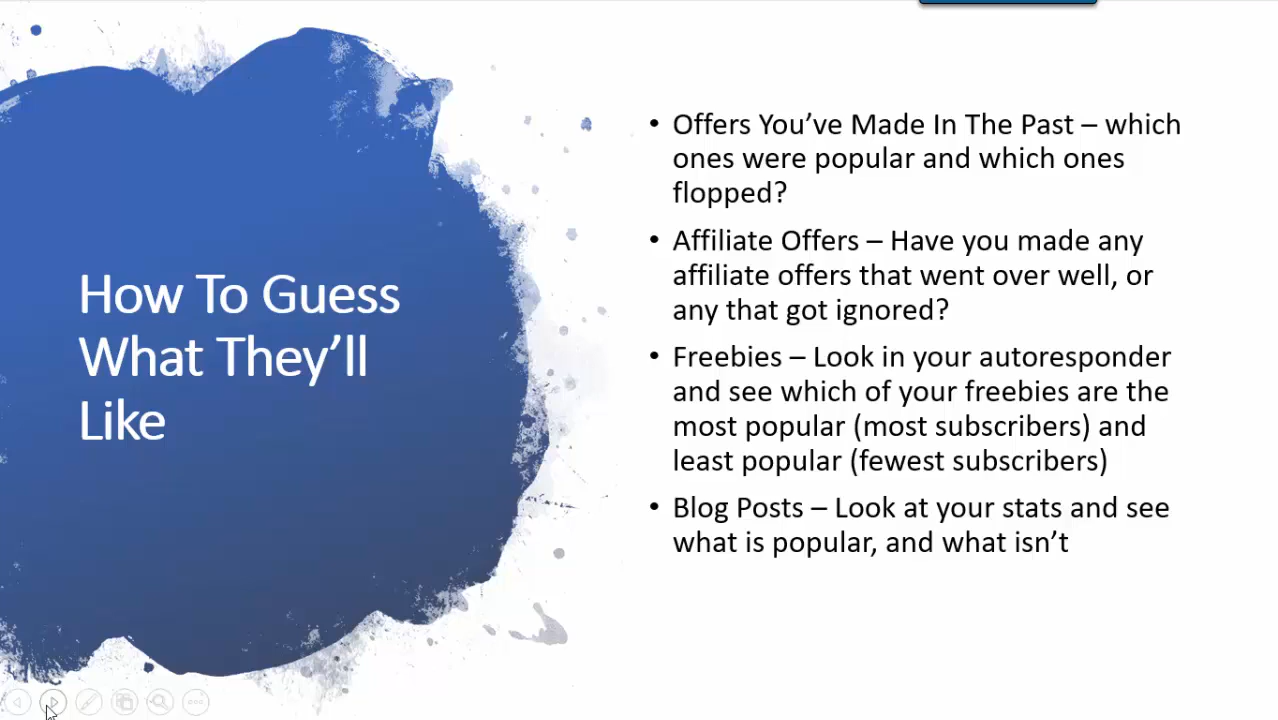 How To Guess
What They’ll
Like
• Offers You’ve Made In The Past – which
ones were popular and which ones
flopped?
• Affiliate Offers – Have you made any
affiliate offers that went over well, or
any that got ignored?
• Freebies – Look in your autoresponder
and see which of your freebies are the
most popular (most subscribers) and
least popular (fewest subscribers)
• Blog Posts – Look at your stats and see
what is popular, and what isn’t